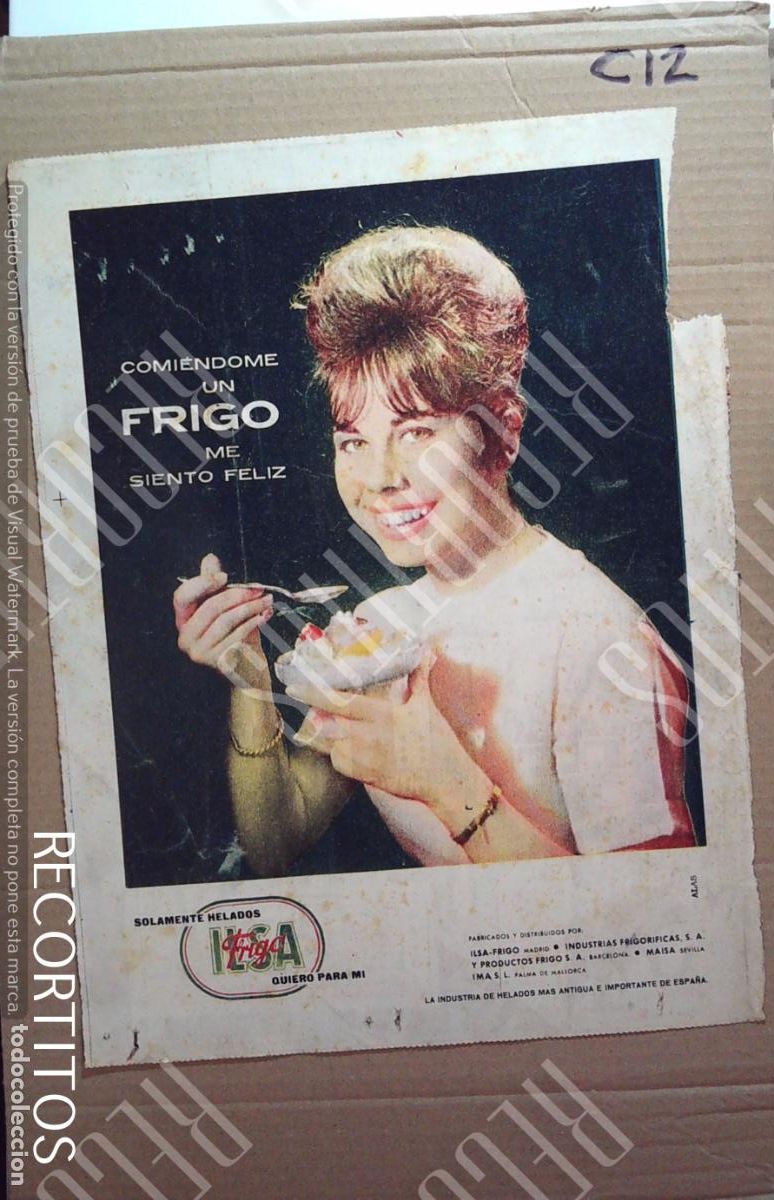 C12
COMIÉNDOME
UN
FRIGO
ME
SIENTO FELIZ
ALAS
SOLAMENTE HELADOS
ILSA
Frigo
QUIERO PARA MI
FABRICADOS Y DISTRIBUIDOS POR:
ILSA-FRIGO MADRID • INDUSTRIAS FRIGORIFICAS, S. A.
Y PRODUCTOS FRIGO S. A. BARCELONA. • MAISA SEVILLA
IMA S. L. PALMA DE MALLORCA
LA INDUSTRIA DE HELADOS MAS ANTIGUA E IMPORTANTE DE ESPAÑA.
Protegido con la versión de prueba de Visual Watermark. La versión completa no pone esta marca.
todocoleccion
RECORTITOS
RECORTITOS
RECORTITOS